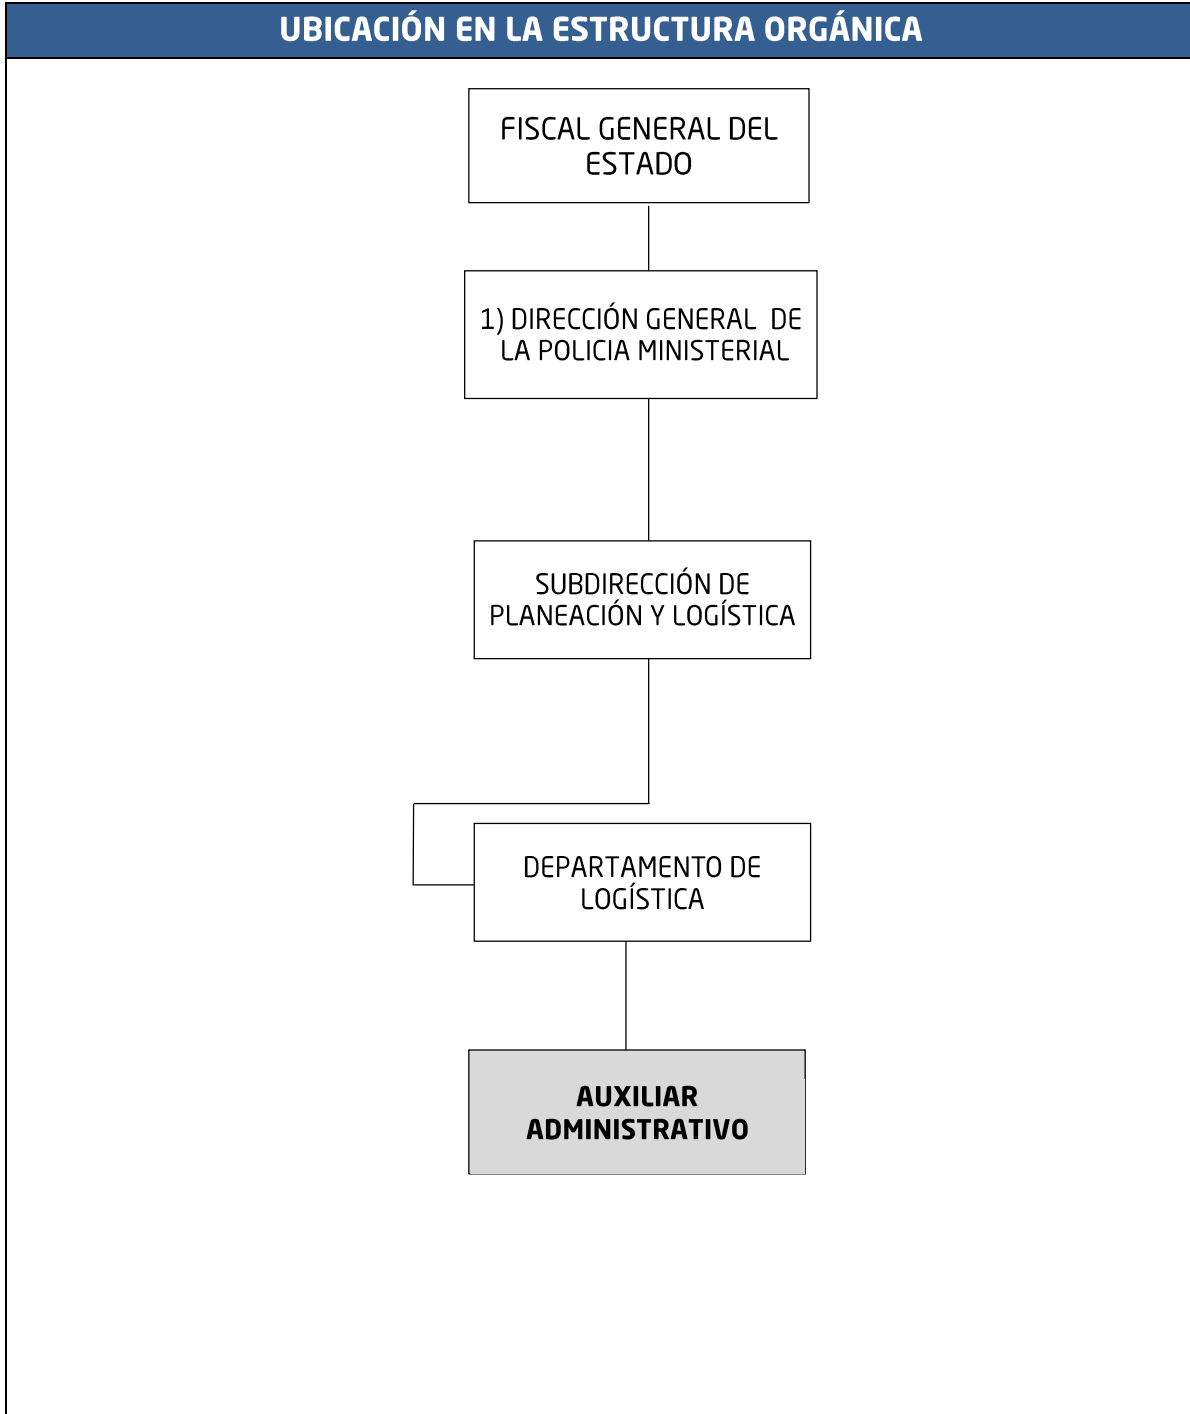 UBICACIÓN EN LA ESTRUCTURA ORGÁNICA
FISCAL GENERAL DEL
ESTADO
1) DIRECCIÓN GENERAL  DE
LA POLICIA MINISTERIAL
SUBDIRECCIÓN DE
PLANEACIÓN Y LOGÍSTICA
DEPARTAMENTO DE
LOGÍSTICA
AUXILIAR
ADMINISTRATIVO